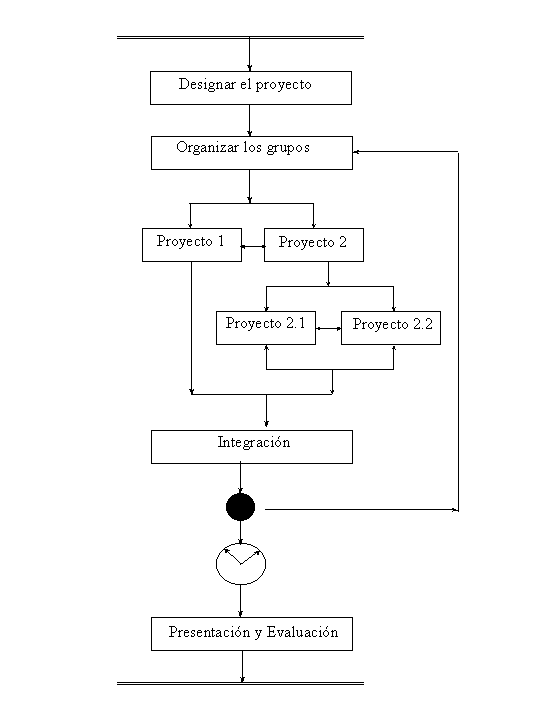 Designar el proyecto
Organizar los grupos
Proyecto 1
Proyecto 2
Proyecto 2.1
Proyecto 2.2
Integración
Presentación y Evaluación